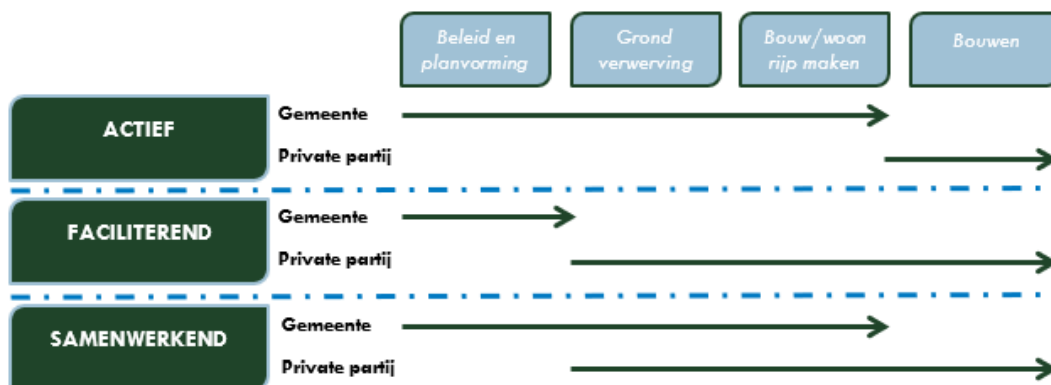 Beleid en
planvorming
Grond
verwerving
Bouw/woon
rijp maken
Bouwen
ACTIEF
Gemeente
Private partij
FACILITEREND
Gemeente
Private partij
SAMENWERKEND
Gemeente
Private partij